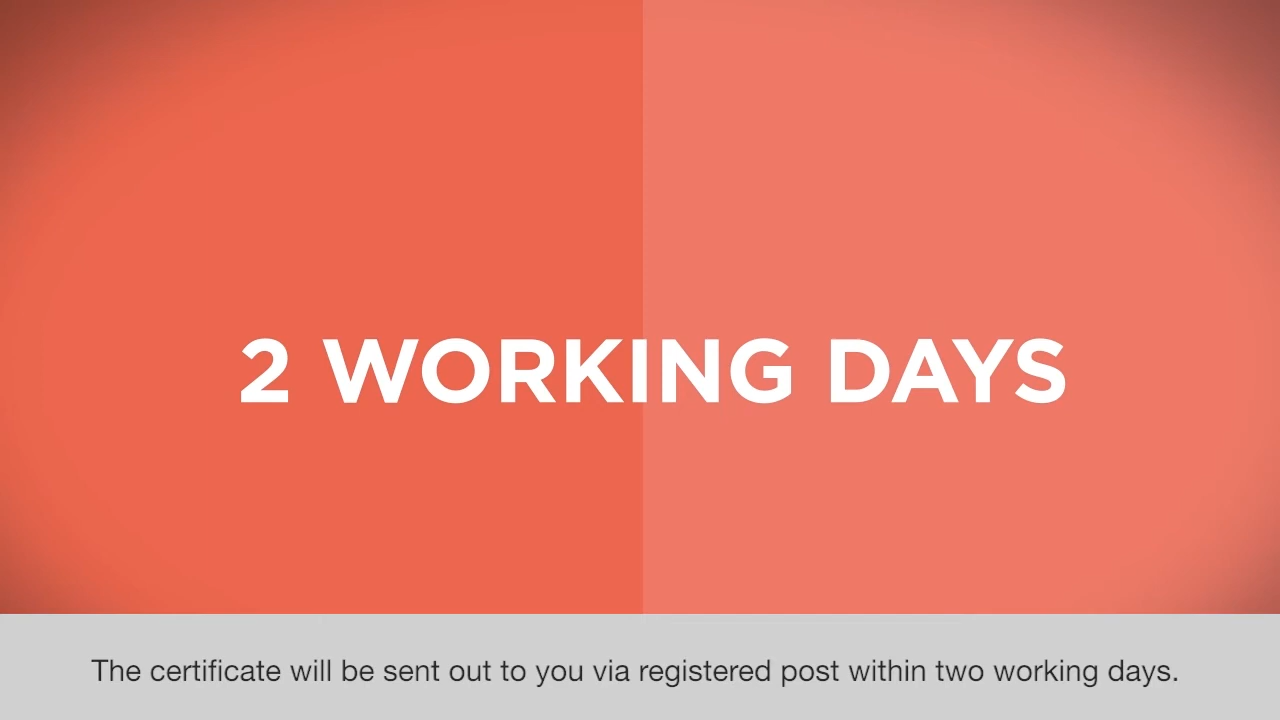 2 WORKING DAYS
The certificate will be sent out to you via registered post within two working days.